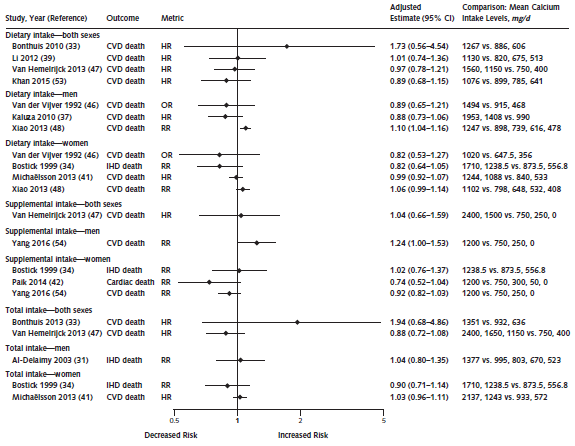 Adjusted Comparison: Mean Calcium
Study, Year (Reference) Outcome Metric Estimate (95% CI) Intake Levels, mg/d
Dietary intake—both sexes
Bonthuis 2010 (33) CVD death HR 1.73 (0.56–4.54) 1267 vs. 886, 606
Li 2012 (39) CVD death HR 1.01 (0.74–1.36) 1130 vs. 820, 675, 513
Van Hemelrijck 2013 (47) CVD death HR 0.97 (0.78–1.21) 1560, 1150 vs. 750, 400
Khan 2015 (53) CVD death HR 0.89 (0.68–1.15) 1076 vs. 899, 785, 641
Dietary intake—men
Van der Vijver 1992 (46) CVD death OR 0.89 (0.65–1.21) 1494 vs. 915, 468
Kaluza 2010 (37) CVD death HR 0.88 (0.73–1.06) 1953, 1408 vs. 990
Xiao 2013 (48) CVD death RR 1.10 (1.04–1.16) 1247 vs. 898, 739, 616, 478
Dietary intake—women
Van der Vijver 1992 (46) CVD death OR 0.82 (0.53–1.27) 1020 vs. 647.5, 356
Bostick 1999 (34) IHD death RR 0.82 (0.64–1.05) 1710, 1238.5 vs. 873.5, 556.8
Michaëlsson 2013 (41) CVD death HR 0.99 (0.92–1.07) 1244, 1088 vs. 840, 533
Xiao 2013 (48) CVD death RR 1.06 (0.99–1.14) 1102 vs. 798, 648, 532, 408
Supplemental intake—both sexes
Van Hemelrijck 2013 (47) CVD death HR 1.04 (0.66–1.59) 2400, 1500 vs. 750, 250, 0
Supplemental intake—men
Yang 2016 (54) CVD death RR 1.24 (1.00–1.53) 1200 vs. 750, 250, 0
Supplemental intake—women
Bostick 1999 (34) IHD death RR 1.02 (0.76–1.37) 1238.5 vs. 873.5, 556.8
Paik 2014 (42) Cardiac death RR 0.74 (0.52–1.04) 1200 vs. 750, 300, 50, 0
Yang 2016 (54) CVD death RR 0.92 (0.82–1.03) 1200 vs. 750, 250, 0
Total intake—both sexes
Bonthuis 2013 (33) CVD death HR 1.94 (0.68–4.86) 1351 vs. 932, 636
Van Hemelrijck 2013 (47) CVD death HR 0.88 (0.72–1.08) 2400, 1650, 1150 vs. 750, 400
Total intake—men
Al-Delaimy 2003 (31) IHD death RR 1.04 (0.80–1.35) 1377 vs. 995, 803, 670, 523
Total intake—women
Bostick 1999 (34) IHD death RR 0.90 (0.71–1.14) 1710, 1238.5 vs. 873.5, 556.8
Michaëlsson 2013 (41) CVD death HR 1.03 (0.96–1.11) 2137, 1243 vs. 933, 572
0.5 1 2 5
Decreased Risk Increased Risk